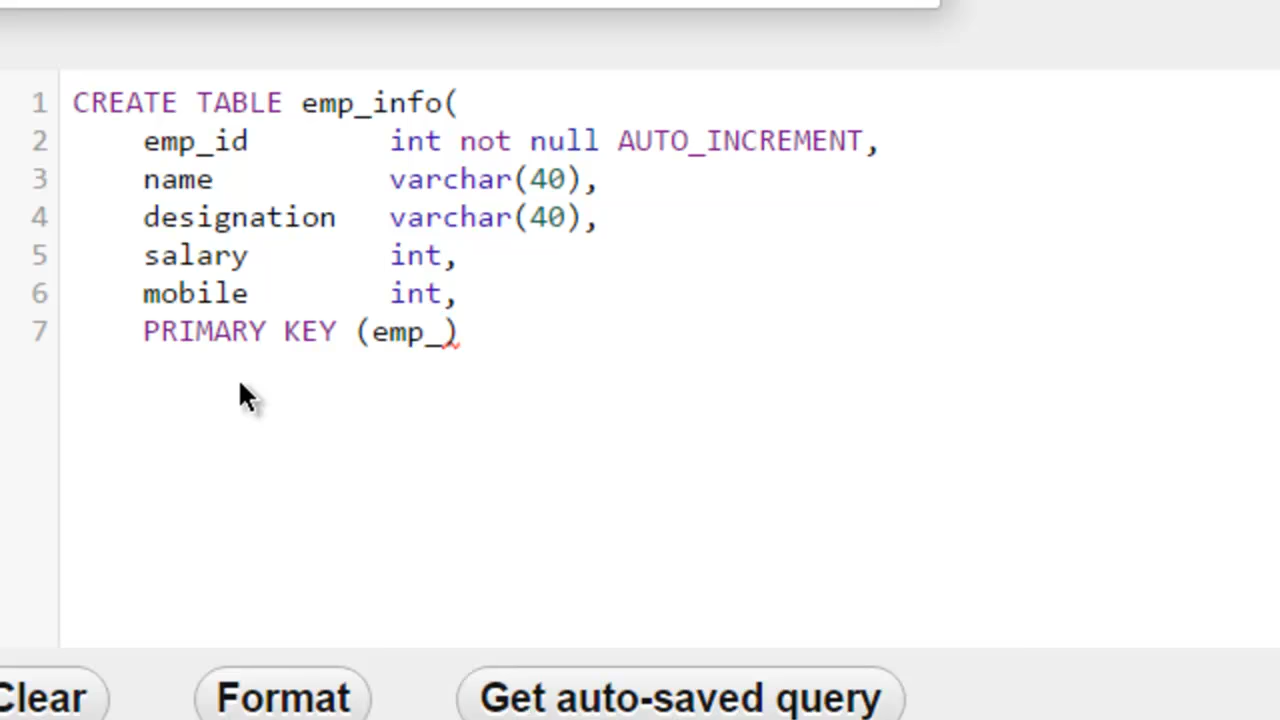 1 CREATE TABLE emp_info(
2 emp_id int not null AUTO_INCREMENT,
3 name varchar(40),
4 designation varchar(40),
5 salary int,
6 mobile int,
7 PRIMARY KEY (emp_)
Clear Format Get auto-saved query